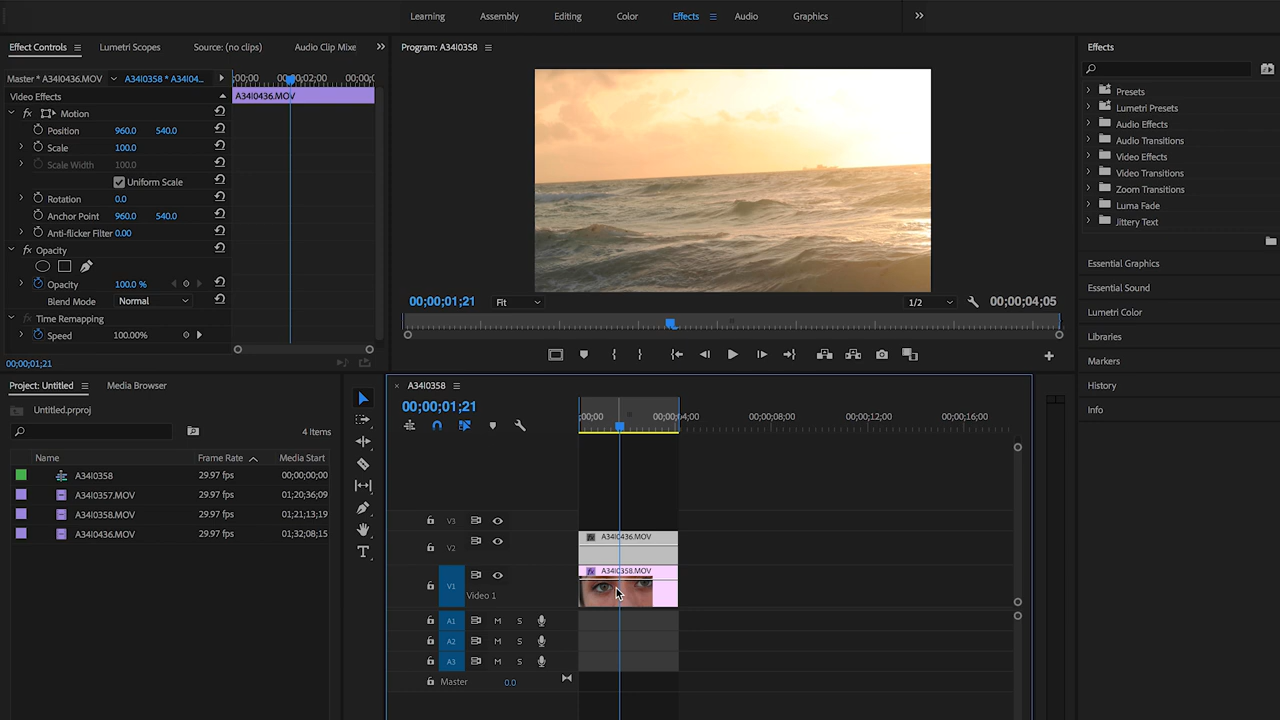 Learning Assembly Editing Color Effects Audio Graphics
Effect Controls Lumetri Scopes Source: (no clips) Audio Clip Mixe
Program: A34I0358
Effects
Master * A34I0436.MOV A34I0358 * A34I04... ;00;00 00;00;02;00 00;00;0
Video Effects A34I0436.MOV
Motion
Position 960.0 540.0
Scale 100.0
Scale Width 100.0
Uniform Scale
Rotation 0.0
Anchor Point 960.0 540.0
Anti-flicker Filter 0.00
Opacity
Opacity 100.0 %
Blend Mode Normal
Time Remapping
Speed 100.00%
00;00;01;21
00;00;01;21 Fit 1/2 00;00;04;05
Presets
Lumetri Presets
Audio Effects
Audio Transitions
Video Effects
Video Transitions
Zoom Transitions
Luma Fade
Jittery Text
Essential Graphics
Essential Sound
Lumetri Color
Libraries
Markers
History
Info
Project: Untitled Media Browser
Untitled.prproj
4 Items
Name Frame Rate Media Start
A34I0358 29.97 fps 00;00;00;00
A34I0357.MOV 29.97 fps 01;20;36;09
A34I0358.MOV 29.97 fps 01;21;13;19
A34I0436.MOV 29.97 fps 01;32;08;15
A34I0358
00;00;01;21
;00;00 00;00;04;00 00;00;08;00 00;00;12;00 00;00;16;00
V3
V2 A34I0436.MOV
V1 Video 1 A34I0358.MOV
A1 M S
A2 M S
A3 M S
Master 0.0
T